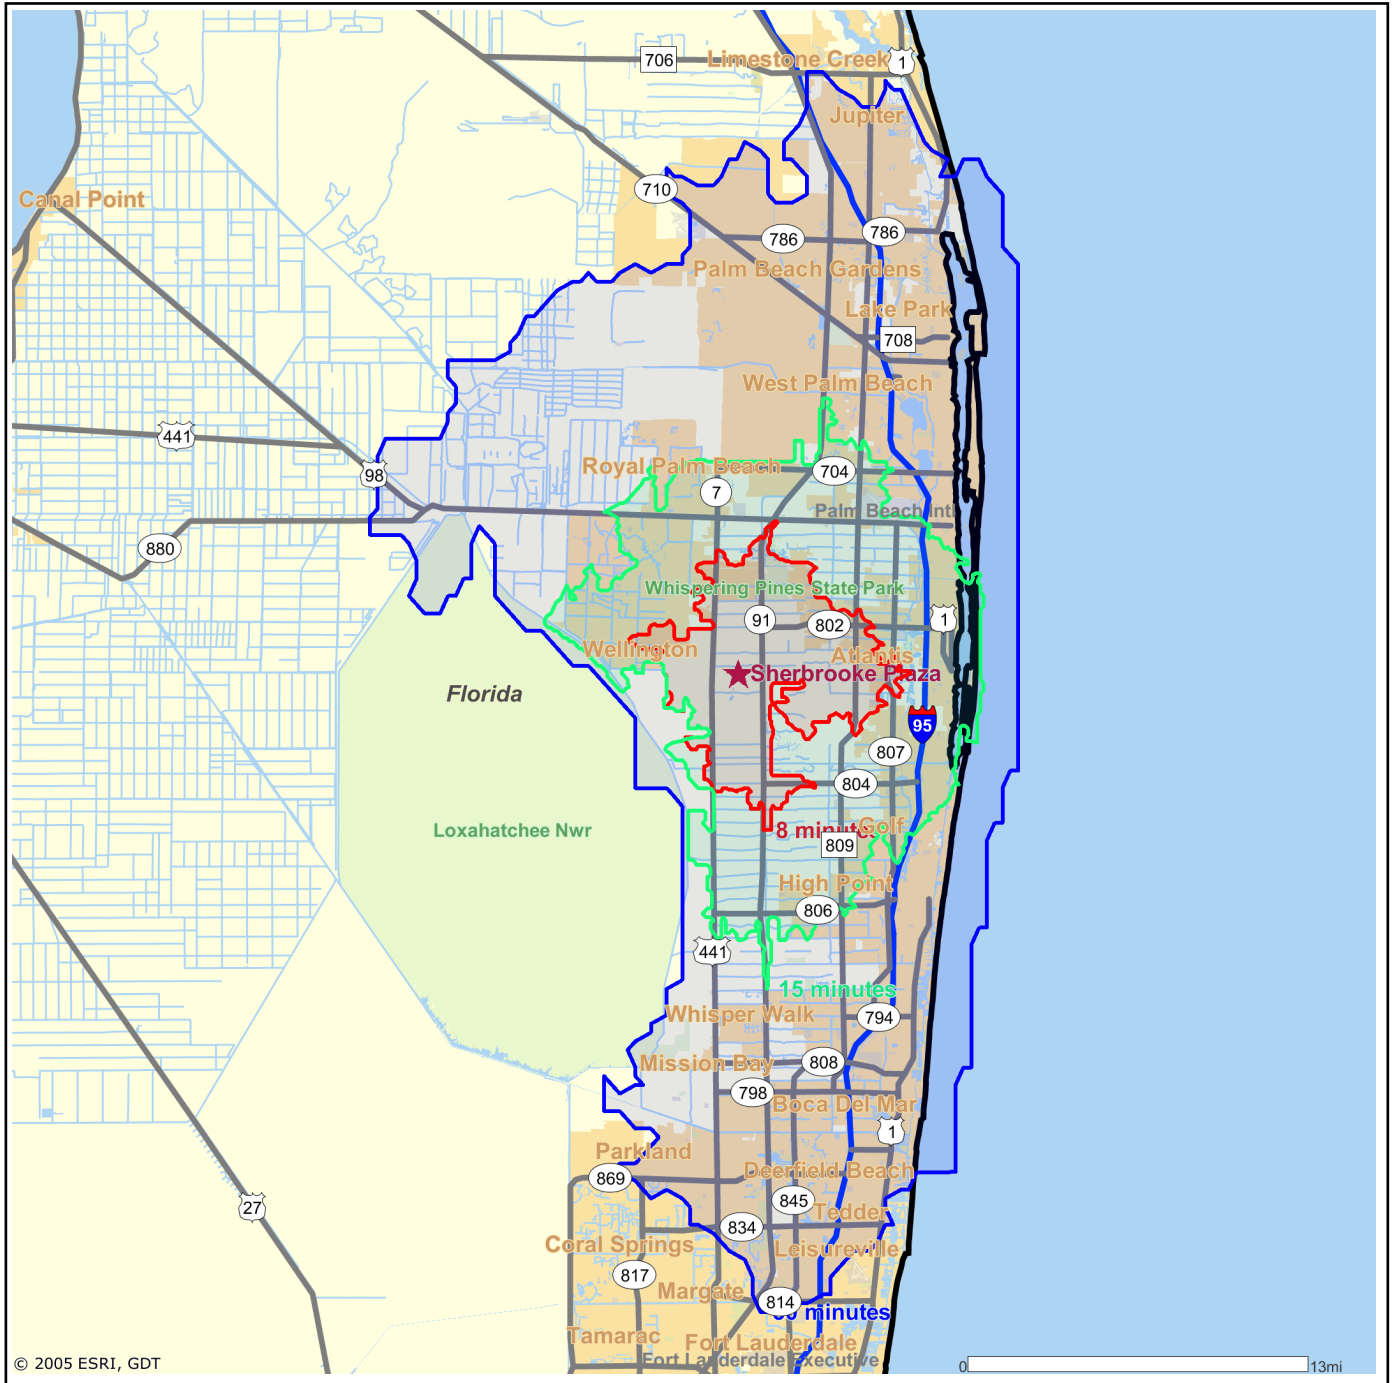 706
Limestone Creek
1
Jupiter
710
Canal Point
786
786
Palm Beach Gardens
Lake Park
708
West Palm Beach
441
98
Royal Palm Beach
704
7
Palm Beach Intl
880
Whispering Pines State Park
91
802
1
Wellington
Atlantis
Sherbrooke Plaza
Florida
95
807
804
Loxahatchee Nwr
8 minutes
Golf
809
High Point
806
441
15 minutes
Whisper Walk
794
Mission Bay
808
798
Boca Del Mar
1
Parkland
869
Deerfield Beach
27
845
Tedder
834
Coral Springs
Leisureville
817
Margate
814
minutes
Tamarac
Fort Lauderdale
Fort Lauderdale Executive
© 2005 ESRI, GDT
0
13mi